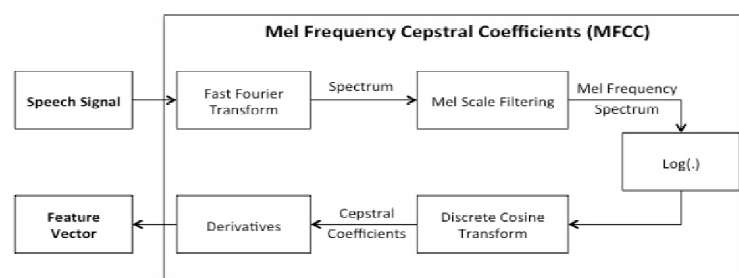 Mel Frequency Cepstral Coefficients (MFCC)
Speech Signal
Fast Fourier
Transform
Spectrum
Mel Scale Filtering
Mel Frequency
Spectrum
Log(.)
Discrete Cosine
Transform
Cepstral
Coefficients
Derivatives
Feature
Vector